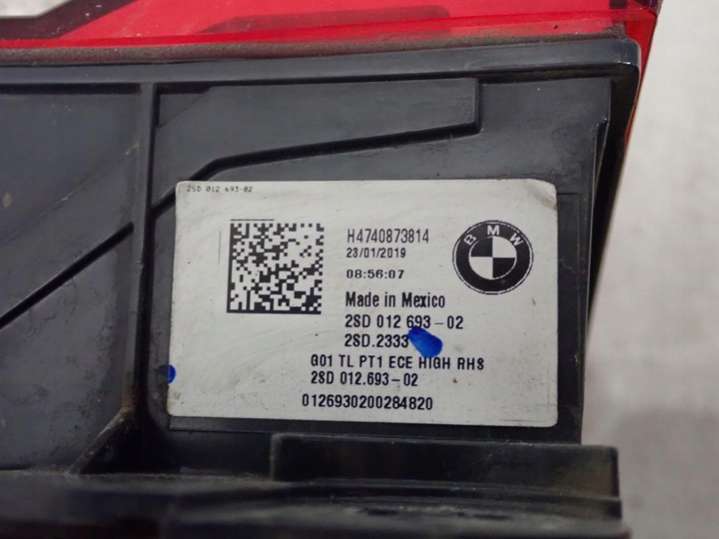 2SD 012 693-02
H4740873814
23/01/2019
08:56:07
BMW
Made in Mexico
2SD 012 693-02
2SD.2333
G01 TL PT1 ECE HIGH RHS
2SD 012.693-02
0126930200284820